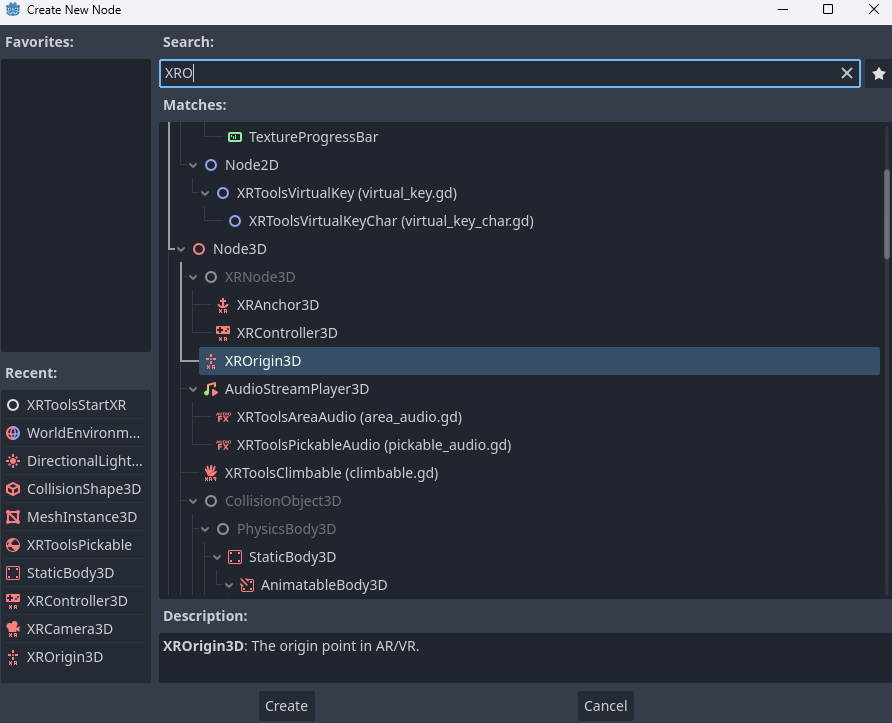 Create New Node
Favorites:
Search:
XRO
Matches:
TextureProgressBar
Node2D
XRToolsVirtualKey (virtual_key.gd)
XRToolsVirtualKeyChar (virtual_key_char.gd)
Node3D
XRNode3D
XRAnchor3D
XRController3D
XROrigin3D
AudioStreamPlayer3D
XRToolsAreaAudio (area_audio.gd)
XRToolsPickableAudio (pickable_audio.gd)
XRToolsClimbable (climbable.gd)
CollisionObject3D
PhysicsBody3D
StaticBody3D
AnimatableBody3D
Recent:
XRToolsStartXR
WorldEnvironm...
DirectionalLight...
CollisionShape3D
MeshInstance3D
XRToolsPickable
StaticBody3D
XRController3D
XRCamera3D
XROrigin3D
Description:
XROrigin3D: The origin point in AR/VR.
Create
Cancel